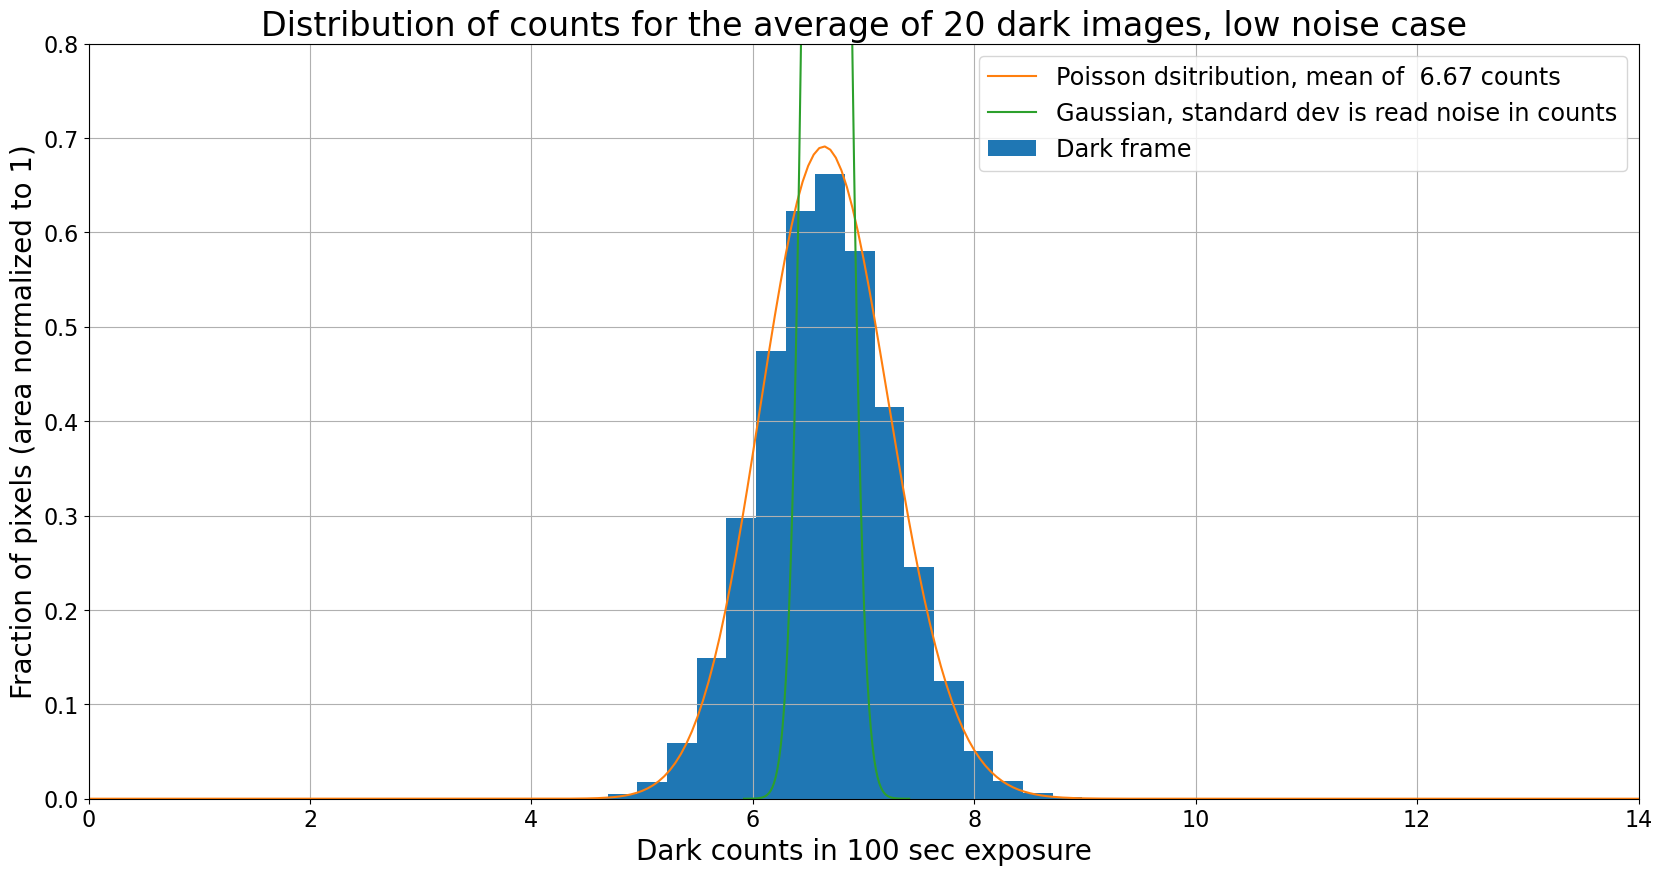 Distribution of counts for the average of 20 dark images, low noise case
Poisson dsitribution, mean of  6.67 counts
Gaussian, standard dev is read noise in counts
Dark frame
Fraction of pixels (area normalized to 1)
0.8
0.7
0.6
0.5
0.4
0.3
0.2
0.1
0.0
0 2 4 6 8 10 12 14
Dark counts in 100 sec exposure